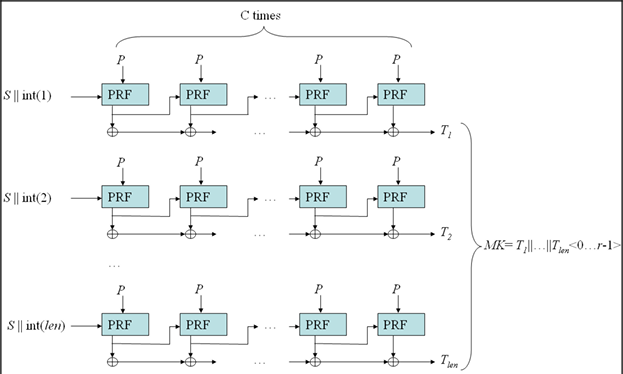 C times
P P P P
S || int(1) PRF PRF … PRF PRF
… T1
P P P P
S || int(2) PRF PRF … PRF PRF
… T2
MK= T1||…||Tlen<0…r-1>
…
P P P P
S || int(len) PRF PRF … PRF PRF
… Tlen